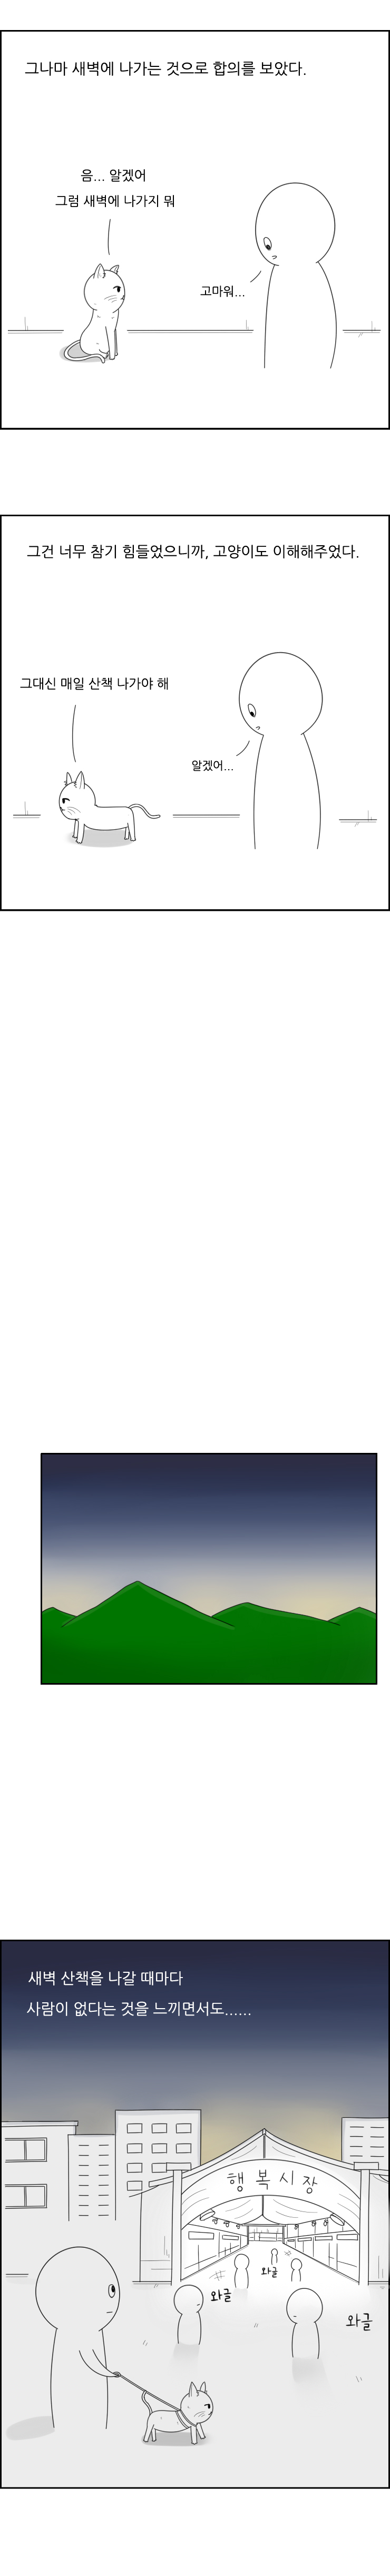 그나마 새벽에 나가는 것으로 합의를 보았다.
음... 알겠어
그럼 새벽에 나가지 뭐
고마워...
그건 너무 참기 힘들었으니까, 고양이도 이해해주었다.
그대신 매일 산책 나가야 해
알겠어...
새벽 산책을 나갈 때마다
사람이 없다는 것을 느끼면서도......
행복시장
와글
와글
와글